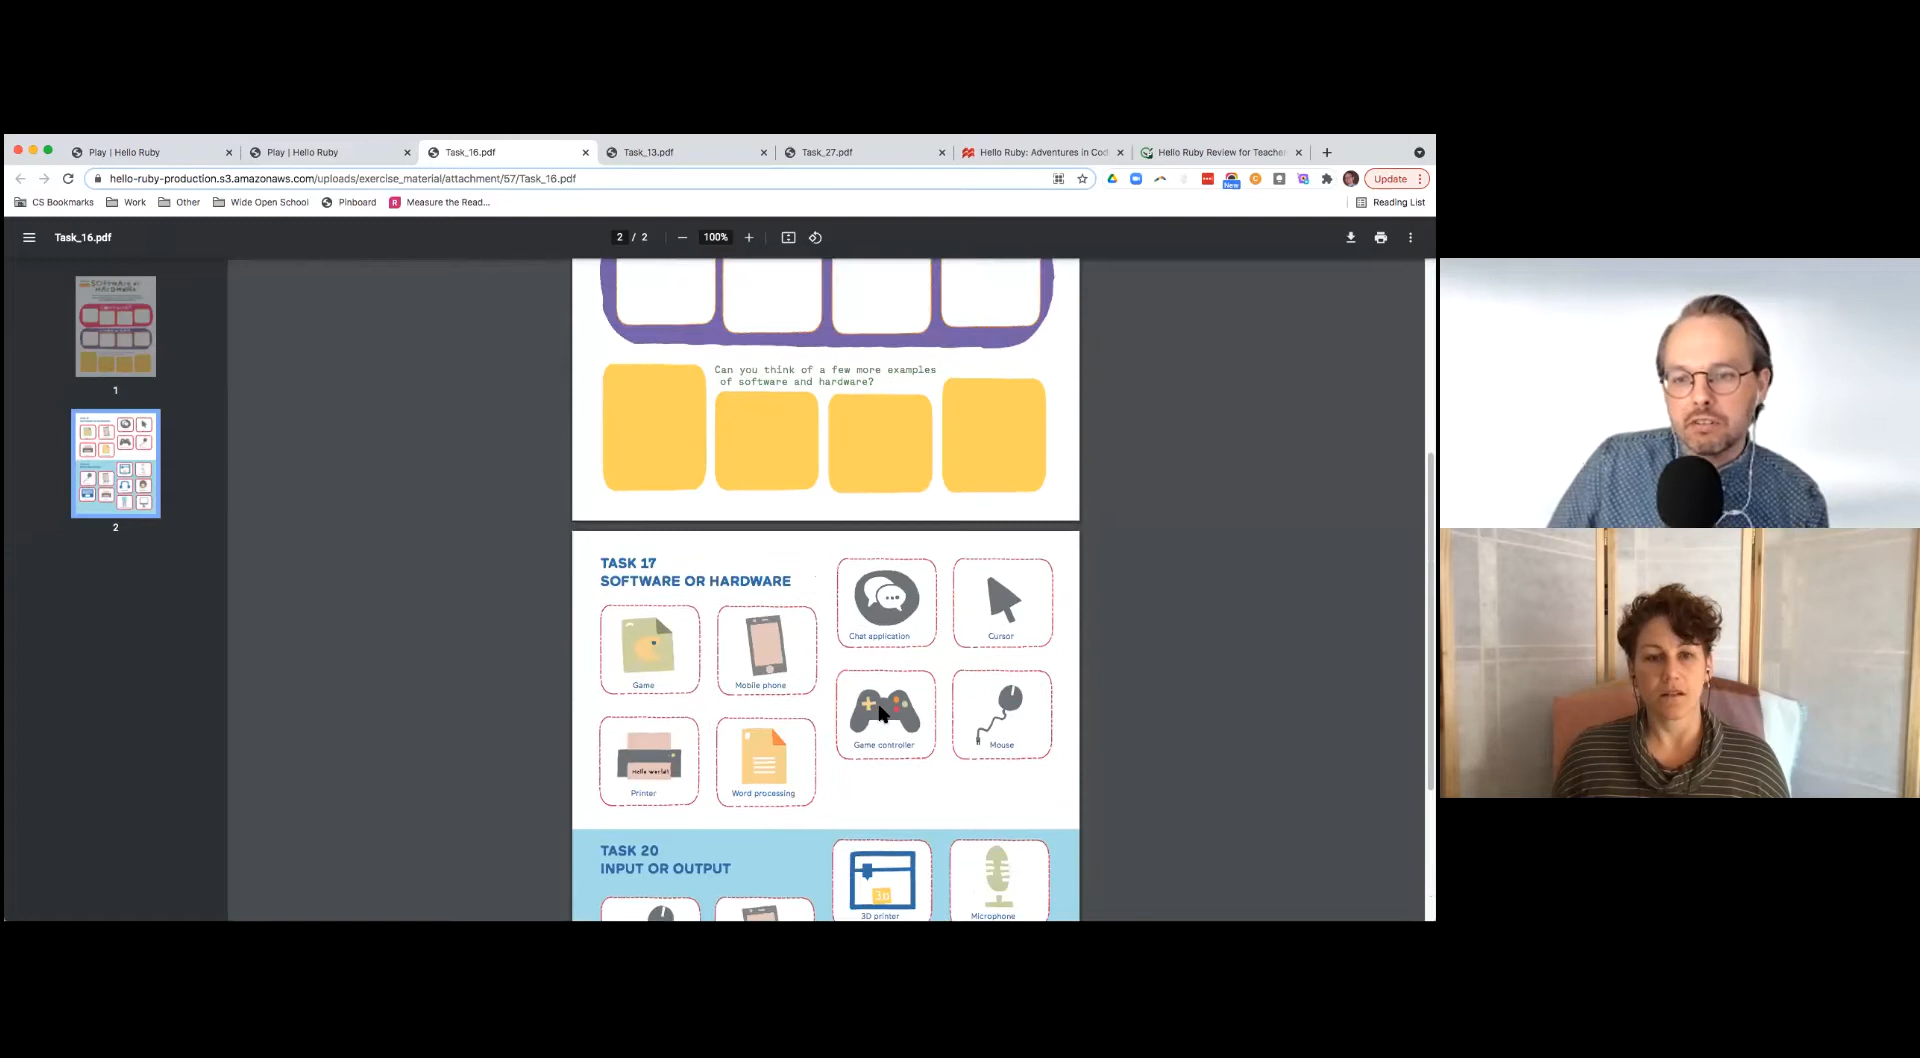 Play | Hello Ruby
Play | Hello Ruby
Task_16.pdf
Task_13.pdf
Task_27.pdf
Hello Ruby: Adventures in Cod
Hello Ruby Review for Teacher
hello-ruby-production.s3.amazonaws.com/uploads/exercise_material/attachment/57/Task_16.pdf
New
Update
CS Bookmarks
Work
Other
Wide Open School
Pinboard
R
Measure the Read...
Reading List
Task_16.pdf
2 / 2
100%
1
2
Can you think of a few more examples
of software and hardware?
TASK 17
SOFTWARE OR HARDWARE
Game
Mobile phone
Chat application
Cursor
Printer
Hello world!
Word processing
Game controller
Mouse
TASK 20
INPUT OR OUTPUT
3D
3D printer
Microphone